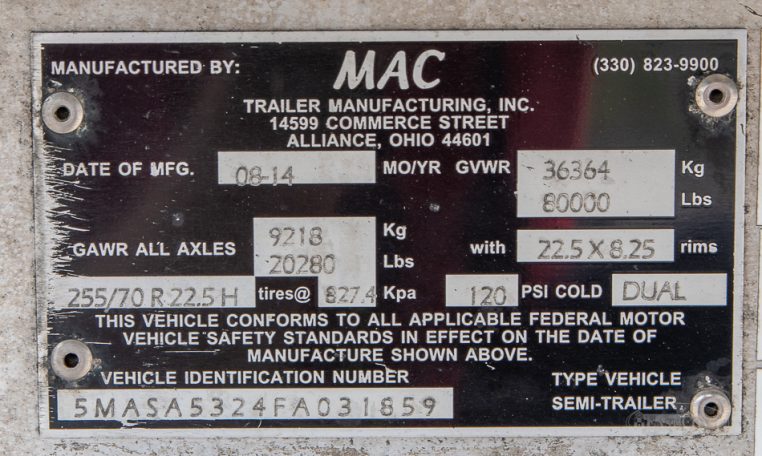 MANUFACTURED BY: MAC (330) 823-9900
TRAILER MANUFACTURING, INC.
14599 COMMERCE STREET
ALLIANCE, OHIO 44601
DATE OF MFG. 08-14 MO/YR GVWR 36364 Kg
80000 Lbs
GAWR ALL AXLES 9218 Kg
20280 Lbs with 22.5 X 8.25 rims
255/70 R 22.5 H tires@ 827.4 Kpa 120 PSI COLD DUAL
THIS VEHICLE CONFORMS TO ALL APPLICABLE FEDERAL MOTOR
VEHICLE SAFETY STANDARDS IN EFFECT ON THE DATE OF
MANUFACTURE SHOWN ABOVE.
VEHICLE IDENTIFICATION NUMBER TYPE VEHICLE
5MASA5324FA031859 SEMI-TRAILER